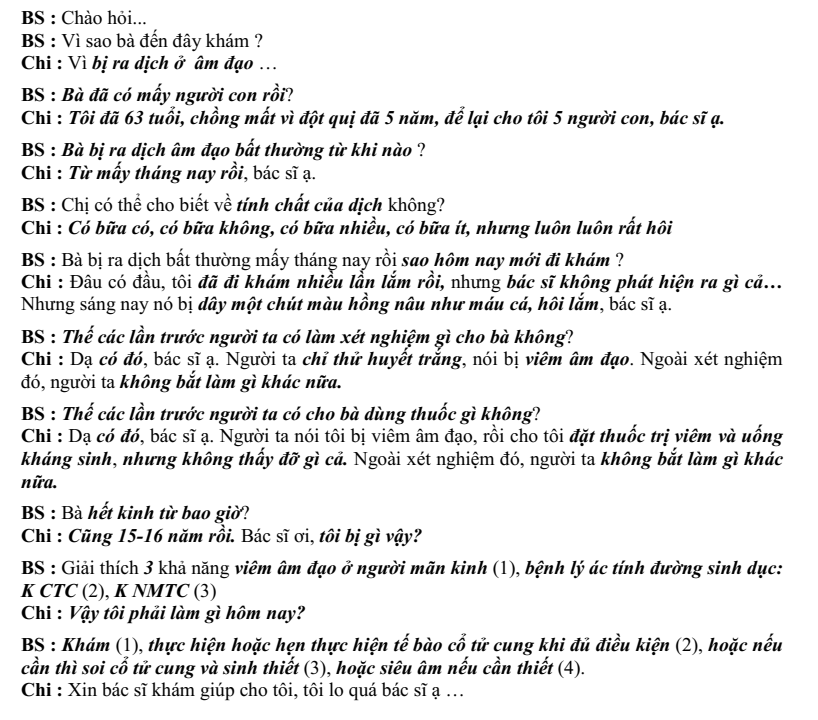 BS : Chào hỏi...
BS : Vì sao bà đến đây khám ?
Chi : Vì bị ra dịch ở âm đạo …
BS : Bà đã có mấy người con rồi?
Chi : Tôi đã 63 tuổi, chồng mất vì đột quị đã 5 năm, để lại cho tôi 5 người con, bác sĩ ạ.
BS : Bà bị ra dịch âm đạo bất thường từ khi nào ?
Chi : Từ mấy tháng nay rồi, bác sĩ ạ.
BS : Chị có thể cho biết về tính chất của dịch không?
Chi : Có bữa có, có bữa không, có bữa nhiều, có bữa ít, nhưng luôn luôn rất hôi
BS : Bà bị ra dịch bất thường mấy tháng nay rồi sao hôm nay mới đi khám ?
Chi : Đâu có đầu, tôi đã đi khám nhiều lần lắm rồi, nhưng bác sĩ không phát hiện ra gì cả…
Nhưng sáng nay nó bị dây một chút màu hồng nâu như máu cá, hôi lắm, bác sĩ ạ.
BS : Thế các lần trước người ta có làm xét nghiệm gì cho bà không?
Chi : Dạ có đó, bác sĩ ạ. Người ta chỉ thử huyết trắng, nói bị viêm âm đạo. Ngoài xét nghiệm
đó, người ta không bắt làm gì khác nữa.
BS : Thế các lần trước người ta có cho bà dùng thuốc gì không?
Chi : Dạ có đó, bác sĩ ạ. Người ta nói tôi bị viêm âm đạo, rồi cho tôi đặt thuốc trị viêm và uống
kháng sinh, nhưng không thấy đỡ gì cả. Ngoài xét nghiệm đó, người ta không bắt làm gì khác
nữa.
BS : Bà hết kinh từ bao giờ?
Chi : Cũng 15-16 năm rồi. Bác sĩ ơi, tôi bị gì vậy?
BS : Giải thích 3 khả năng viêm âm đạo ở người mãn kinh (1), bệnh lý ác tính đường sinh dục:
K CTC (2), K NMTC (3)
Chi : Vậy tôi phải làm gì hôm nay?
BS : Khám (1), thực hiện hoặc hẹn thực hiện tế bào cổ tử cung khi đủ điều kiện (2), hoặc nếu
cần thì soi cổ tử cung và sinh thiết (3), hoặc siêu âm nếu cần thiết (4).
Chi : Xin bác sĩ khám giúp cho tôi, tôi lo quá bác sĩ ạ …